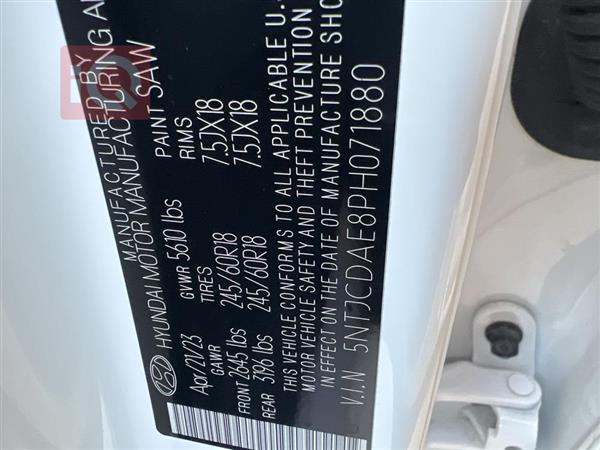 MANUFACTURED BY
HYUNDAI MOTOR MANUFACTURING
Apr/21/23 GVWR 5610 lbs PAINT SAW
GAWR TIRES RIMS
FRONT 2645 lbs 245/60R18 7.5JX18
REAR 3196 lbs 245/60R18 7.5JX18
THIS VEHICLE CONFORMS TO ALL APPLICABLE U.
MOTOR VEHICLE SAFETY AND THEFT PREVENTION
IN EFFECT ON THE DATE OF MANUFACTURE SHO
V.I.N 5NTJCDAE8PH071880